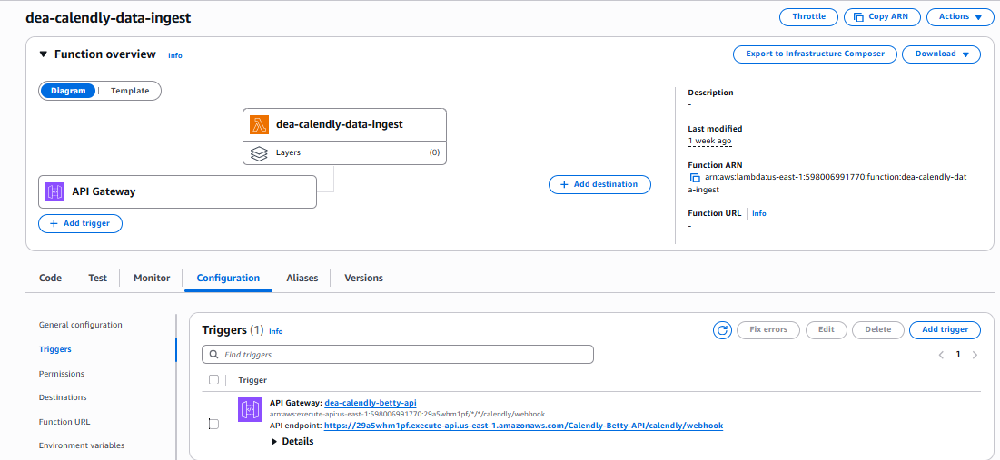 dea-calendly-data-ingest
Throttle
Copy ARN
Actions
Function overview Info
Export to Infrastructure Composer
Download
Diagram
Template
dea-calendly-data-ingest
Layers
(0)
API Gateway
Add trigger
Add destination
Description
-
Last modified
1 week ago
Function ARN
arn:aws:lambda:us-east-1:598006991770:function:dea-calendly-dat
a-ingest
Function URL Info
-
Code
Test
Monitor
Configuration
Aliases
Versions
General configuration
Triggers
Permissions
Destinations
Function URL
Environment variables
Triggers (1) Info
Fix errors
Edit
Delete
Add trigger
Find triggers
1
Trigger
API Gateway: dea-calendly-betty-api
arn:aws:execute-api:us-east-1:598006991770:29a5whm1pf/*/*/calendly/webhook
API endpoint: https://29a5whm1pf.execute-api.us-east-1.amazonaws.com/Calendly-Betty-API/calendly/webhook
Details